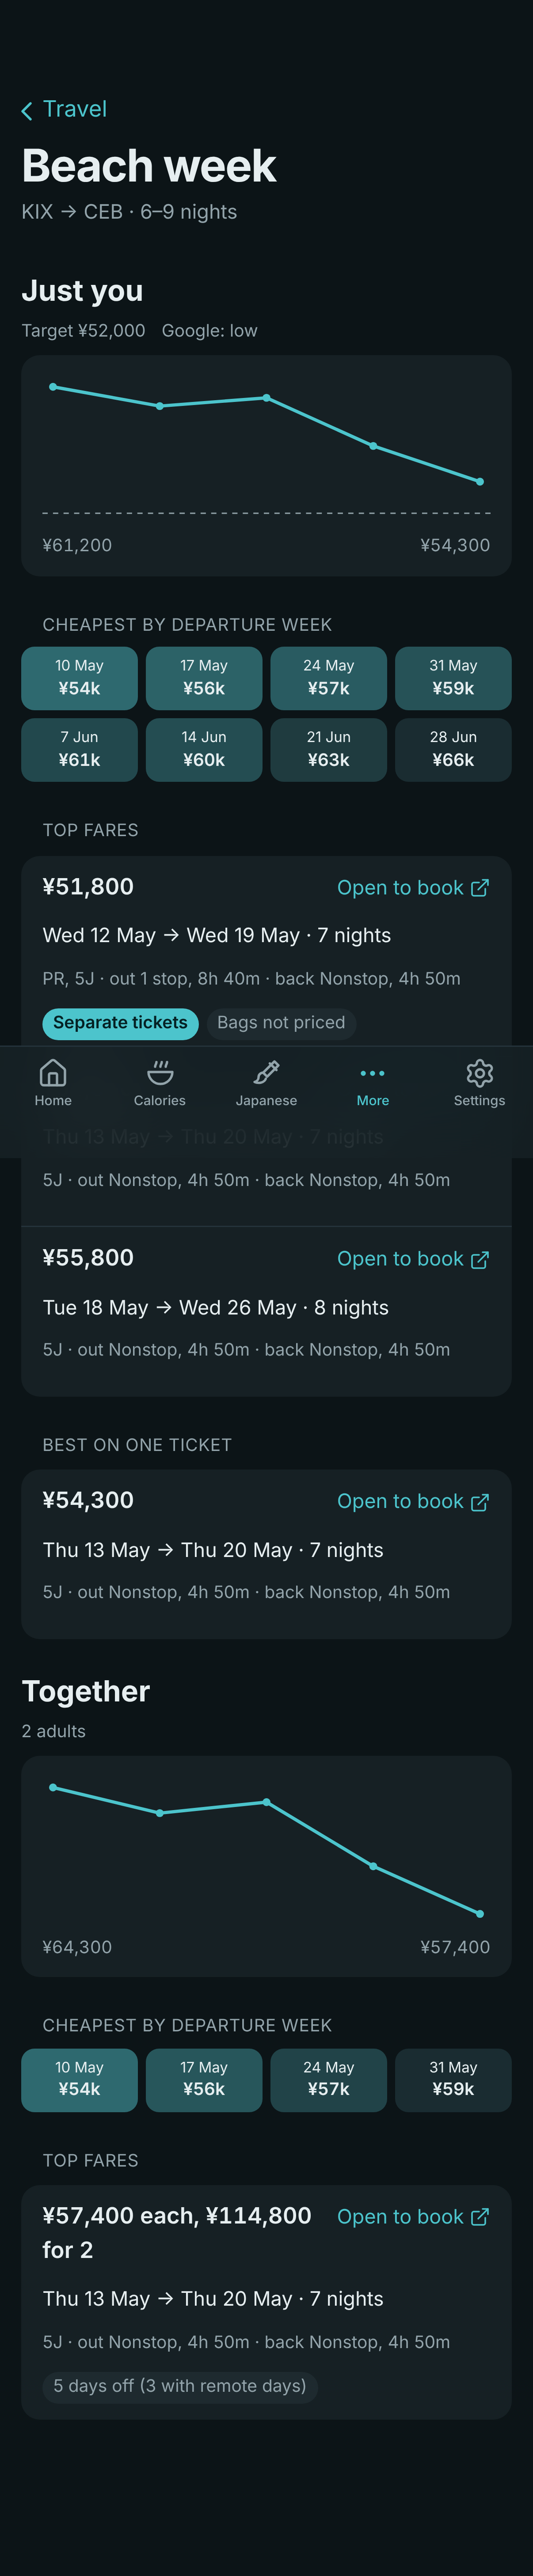 Travel
Beach week
KIX → CEB · 6–9 nights
Just you
Target ¥52,000 Google: low
¥61,200 ¥54,300
CHEAPEST BY DEPARTURE WEEK
10 May 17 May 24 May 31 May
¥54k ¥56k ¥57k ¥59k
7 Jun 14 Jun 21 Jun 28 Jun
¥61k ¥60k ¥63k ¥66k
TOP FARES
¥51,800 Open to book
Wed 12 May → Wed 19 May · 7 nights
PR, 5J · out 1 stop, 8h 40m · back Nonstop, 4h 50m
Separate tickets Bags not priced
Home Calories Japanese More Settings
Thu 13 May → Thu 20 May · 7 nights
5J · out Nonstop, 4h 50m · back Nonstop, 4h 50m
¥55,800 Open to book
Tue 18 May → Wed 26 May · 8 nights
5J · out Nonstop, 4h 50m · back Nonstop, 4h 50m
BEST ON ONE TICKET
¥54,300 Open to book
Thu 13 May → Thu 20 May · 7 nights
5J · out Nonstop, 4h 50m · back Nonstop, 4h 50m
Together
2 adults
¥64,300 ¥57,400
CHEAPEST BY DEPARTURE WEEK
10 May 17 May 24 May 31 May
¥54k ¥56k ¥57k ¥59k
TOP FARES
¥57,400 each, ¥114,800 Open to book
for 2
Thu 13 May → Thu 20 May · 7 nights
5J · out Nonstop, 4h 50m · back Nonstop, 4h 50m
5 days off (3 with remote days)